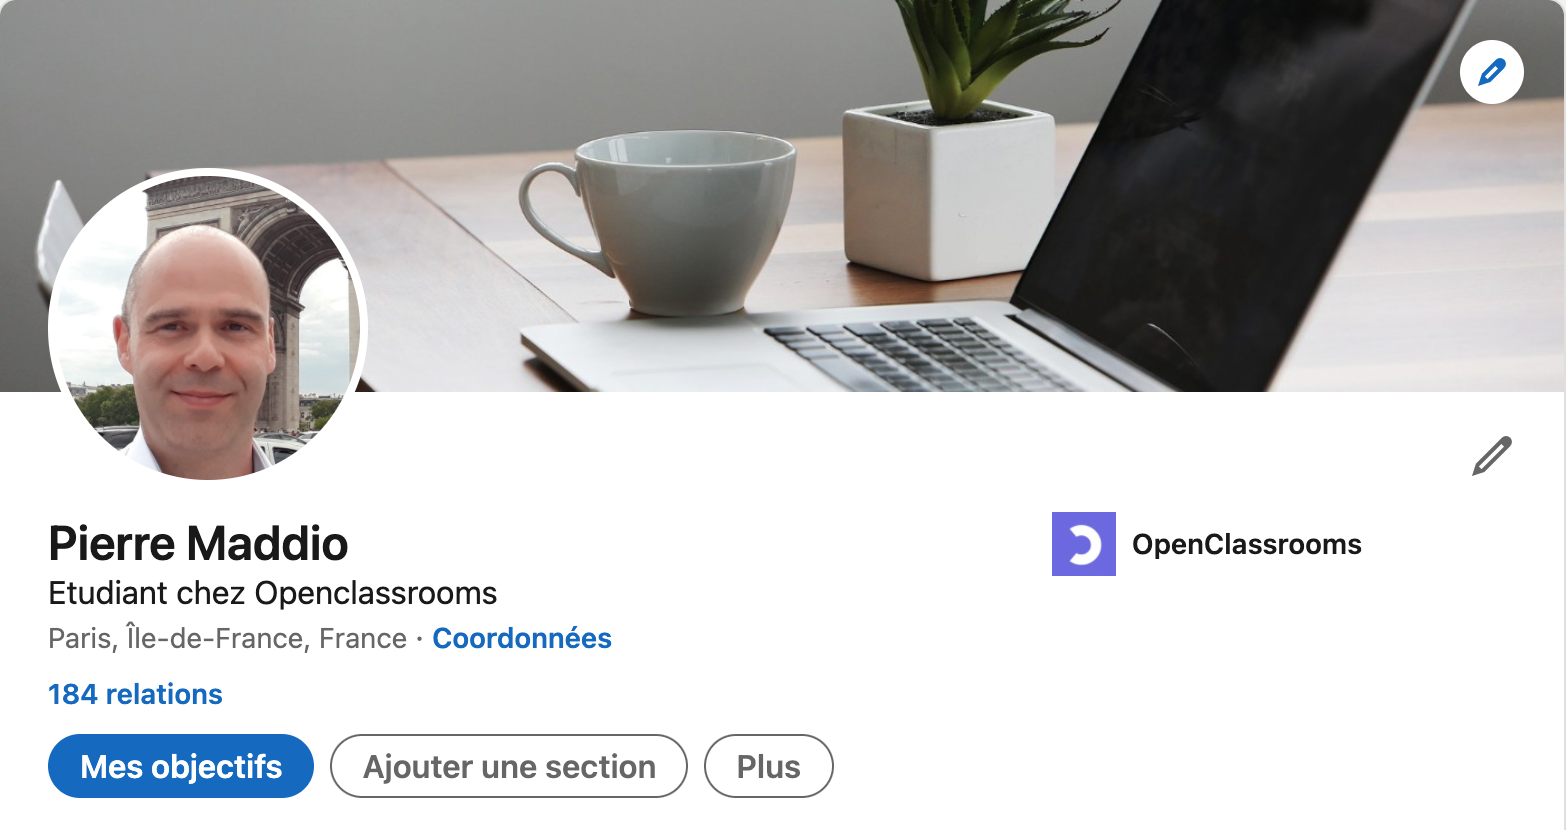 Pierre Maddio
OpenClassrooms
Etudiant chez Openclassrooms
Paris, Île-de-France, France · Coordonnées
184 relations
Mes objectifs
Ajouter une section
Plus